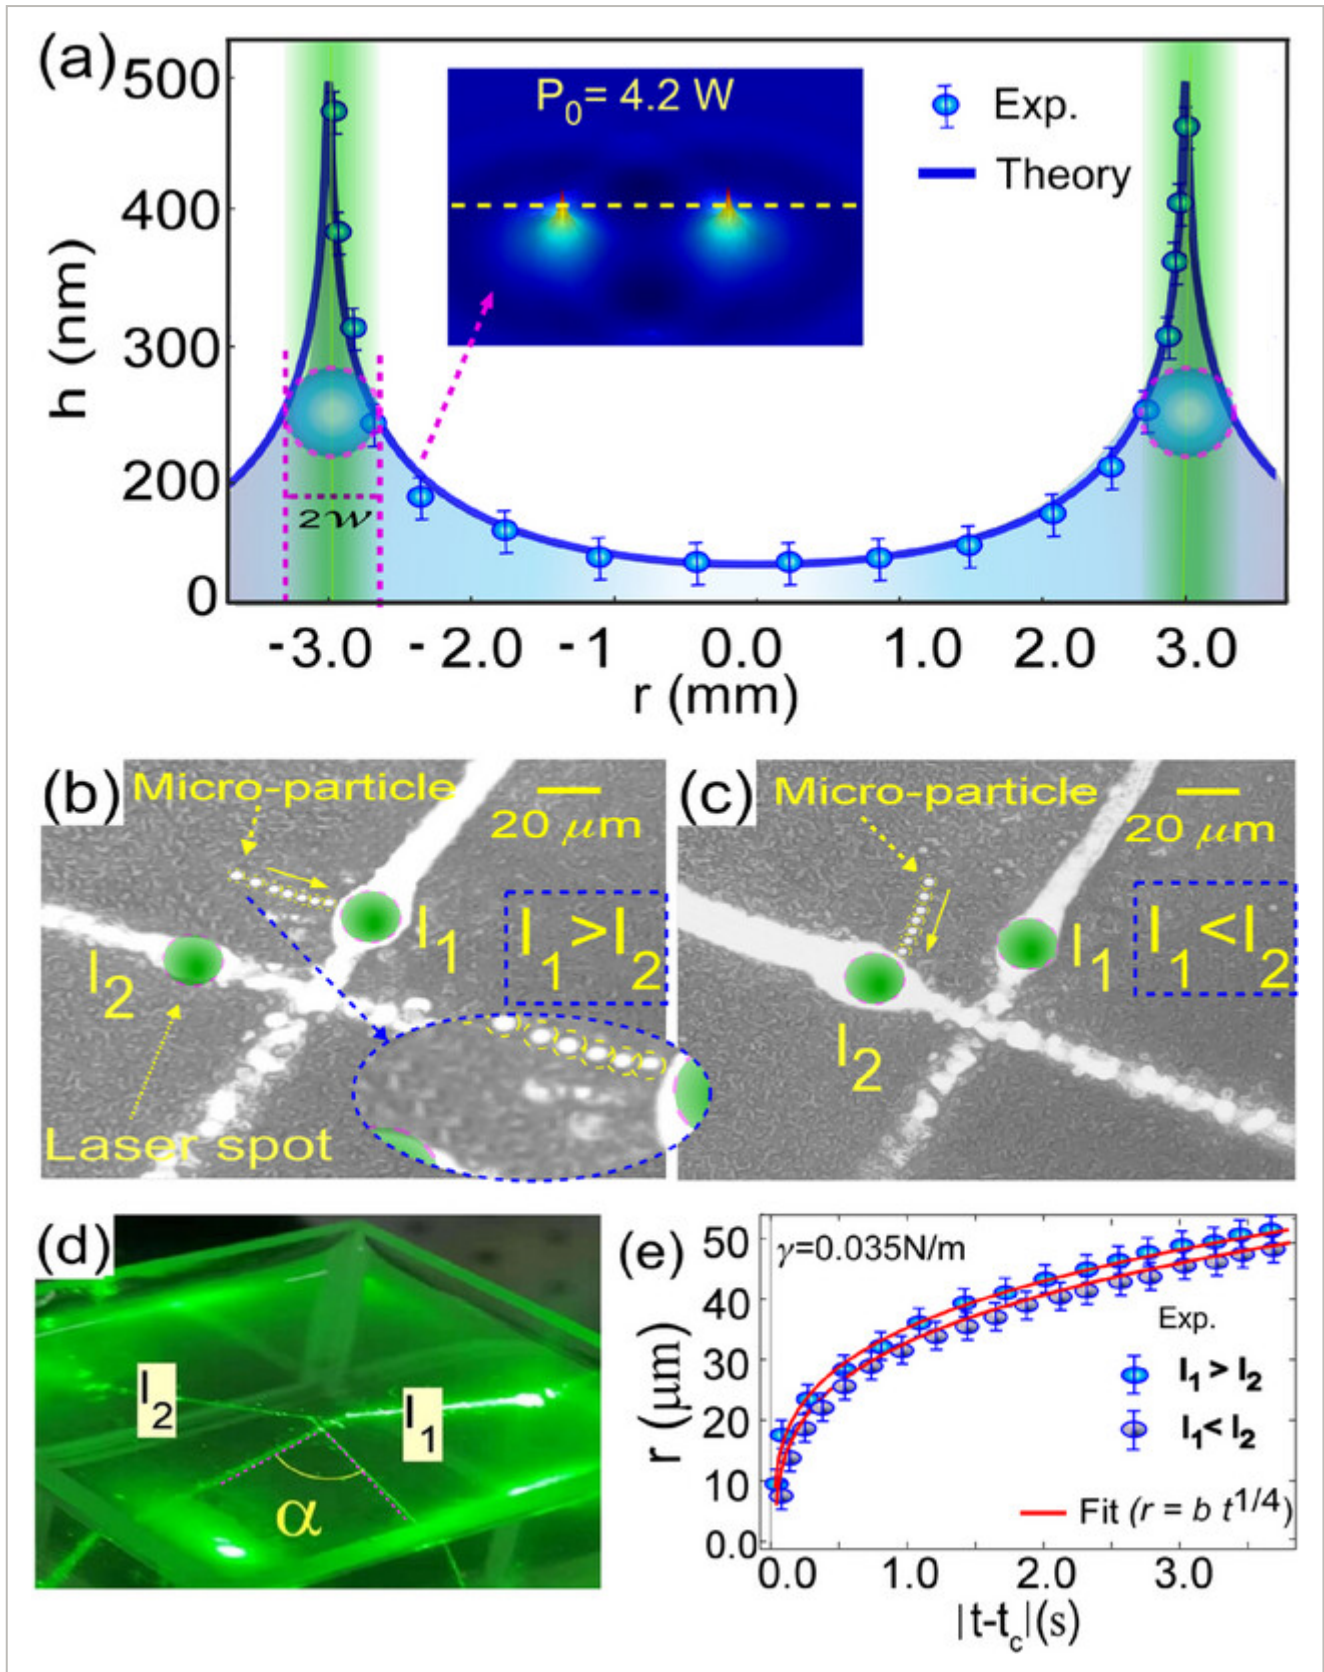 (a)
500
400
300
200
0
h (nm)
P0= 4.2 W
Exp.
Theory
2w
-3.0 -2.0 -1 0.0 1.0 2.0 3.0
r (mm)
(b)
Micro-particle
20 μm
I1
I1 >I2
I2
Laser spot
(c)
Micro-particle
20 μm
I1
I1 <I2
I2
(d)
I2
I1
α
(e)
γ=0.035N/m
50
40
30
20
10
0.0
r (μm)
Exp.
I1 > I2
I1< I2
Fit (r = b t1/4)
0.0 1.0 2.0 3.0
|t-tc|(s)